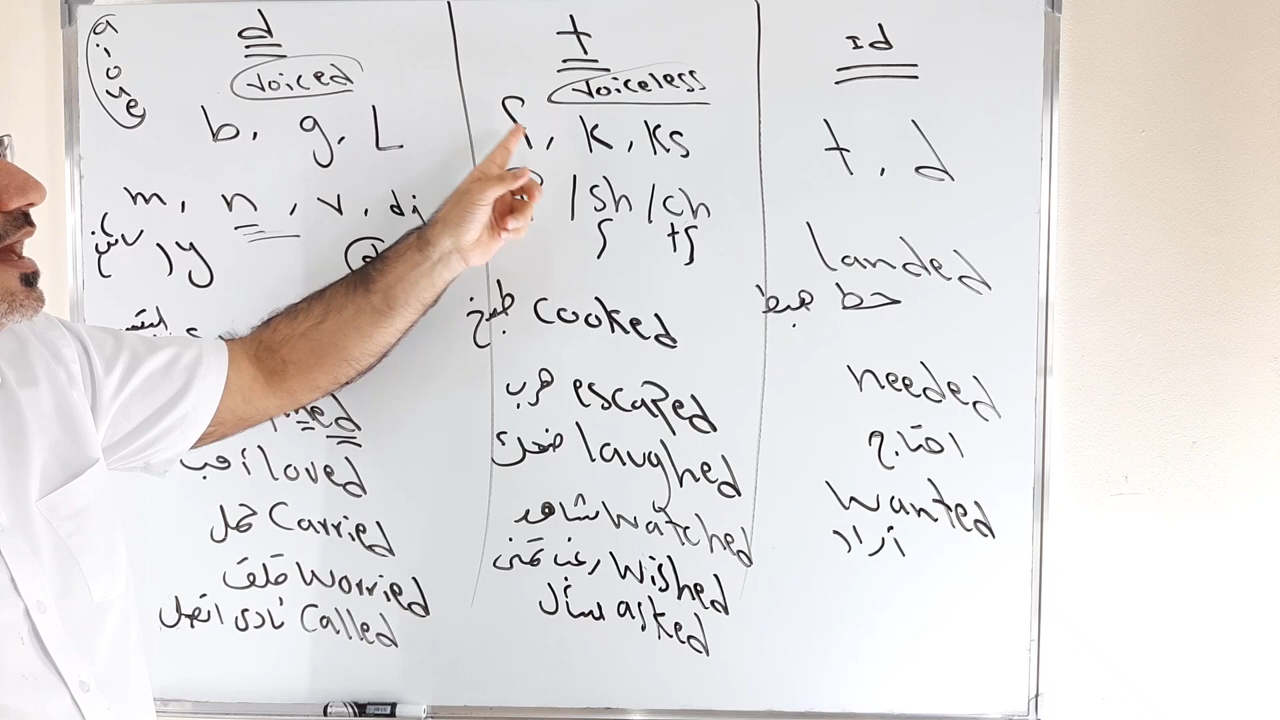 a i o u e
d
voiced
b, g, L
m, n, v, dj
y
loved أحب
Carried حمل
Worried قلق
Called نادى اتصل
t
voiceless
f, k, ks
/sh /ch
ʃ tʃ
طبخ cooked
هرب escaped
ضحك laughed
شاهد watched
رغب تمنى wished
سأل asked
id
t, d
landed
حط هبط
needed
احتاج
wanted
أراد